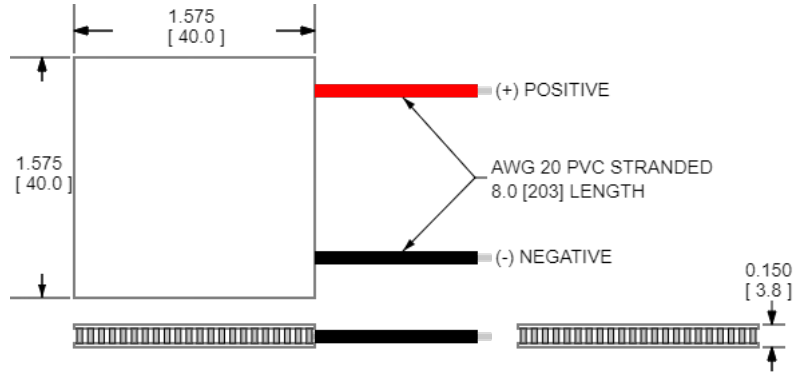 1.575
[ 40.0 ]
(+) POSITIVE
1.575
[ 40.0 ]
AWG 20 PVC STRANDED
8.0 [203] LENGTH
(-) NEGATIVE
0.150
[ 3.8 ]